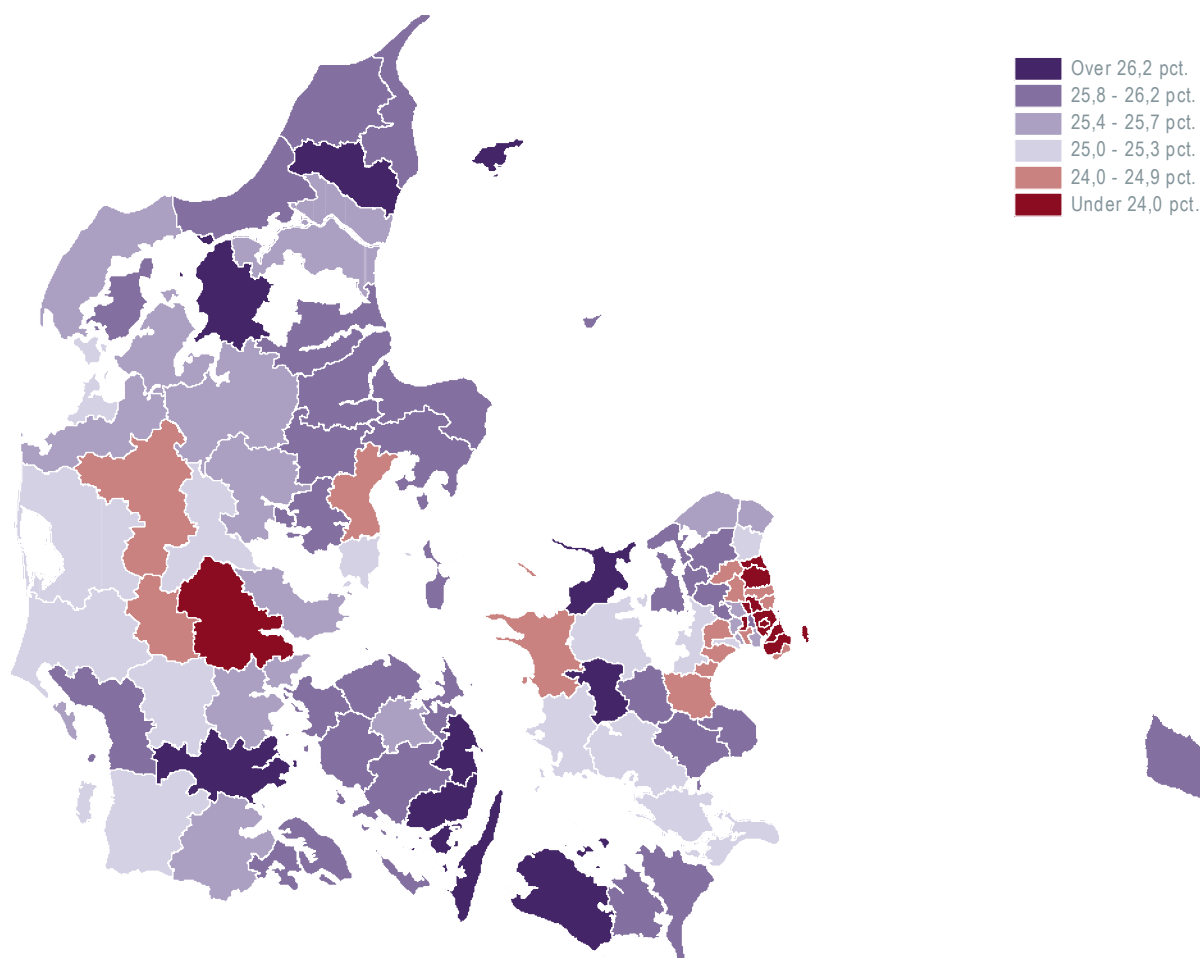 Over 26,2 pct.
25,8 - 26,2 pct.
25,4 - 25,7 pct.
25,0 - 25,3 pct.
24,0 - 24,9 pct.
Under 24,0 pct.